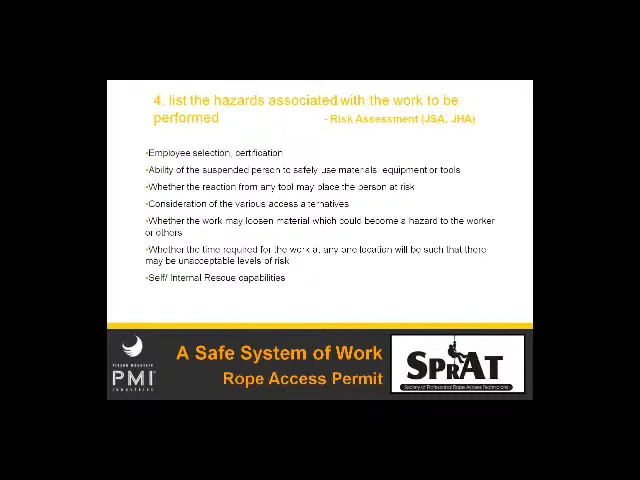 4. list the hazards associated with the work to be
performed - Risk Assessment (JSA, JHA)
•Employee selection, certification
•Ability of the suspended person to safely use materials, equipment or tools
•Whether the reaction from any tool may place the person at risk
•Consideration of the various access alternatives
•Whether the work may loosen material which could become a hazard to the worker
or others
•Whether the time required for the work at any one location will be such that there
may be unacceptable levels of risk
•Self/ Internal Rescue capabilities
A Safe System of Work
Rope Access Permit
PIGEON MOUNTAIN
PMI
INDUSTRIES
SPRAT
Society of Professional Rope Access Technicians